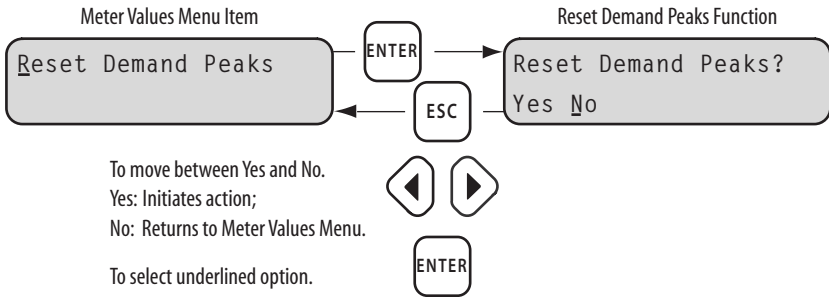 Meter Values Menu Item
Reset Demand Peaks Function
Reset Demand Peaks
ENTER
Reset Demand Peaks?
Yes No
ESC
To move between Yes and No.
Yes: Initiates action;
No: Returns to Meter Values Menu.
To select underlined option.
ENTER